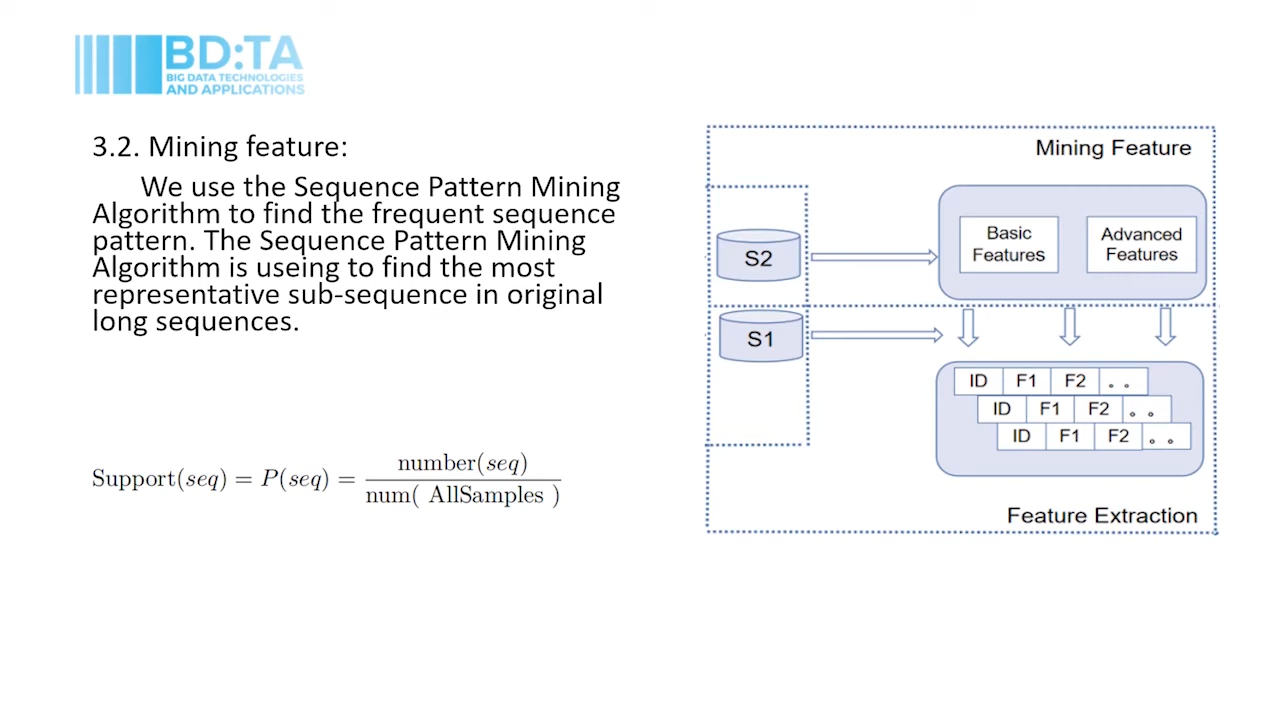 BD:TA
BIG DATA TECHNOLOGIES
AND APPLICATIONS
3.2. Mining feature:
We use the Sequence Pattern Mining
Algorithm to find the frequent sequence
pattern. The Sequence Pattern Mining
Algorithm is useing to find the most
representative sub-sequence in original
long sequences.
Support(seq) = P(seq) = number(seq) / num( AllSamples )
Mining Feature
S2
Basic
Features
Advanced
Features
S1
ID F1 F2 。。
ID F1 F2 。。
ID F1 F2 。。
Feature Extraction